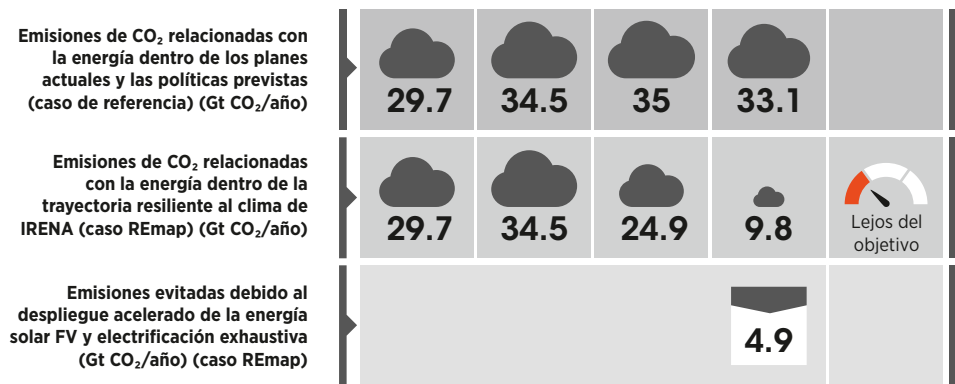 Emisiones de CO₂ relacionadas con
la energía dentro de los planes
actuales y las políticas previstas
(caso de referencia) (Gt CO₂/año)
29.7 34.5 35 33.1
Emisiones de CO₂ relacionadas
con la energía dentro de la
trayectoria resiliente al clima de
IRENA (caso REmap) (Gt CO₂/año)
29.7 34.5 24.9 9.8
Lejos del
objetivo
Emisiones evitadas debido al
despliegue acelerado de la energía
solar FV y electrificación exhaustiva
(Gt CO₂/año) (caso REmap)
4.9